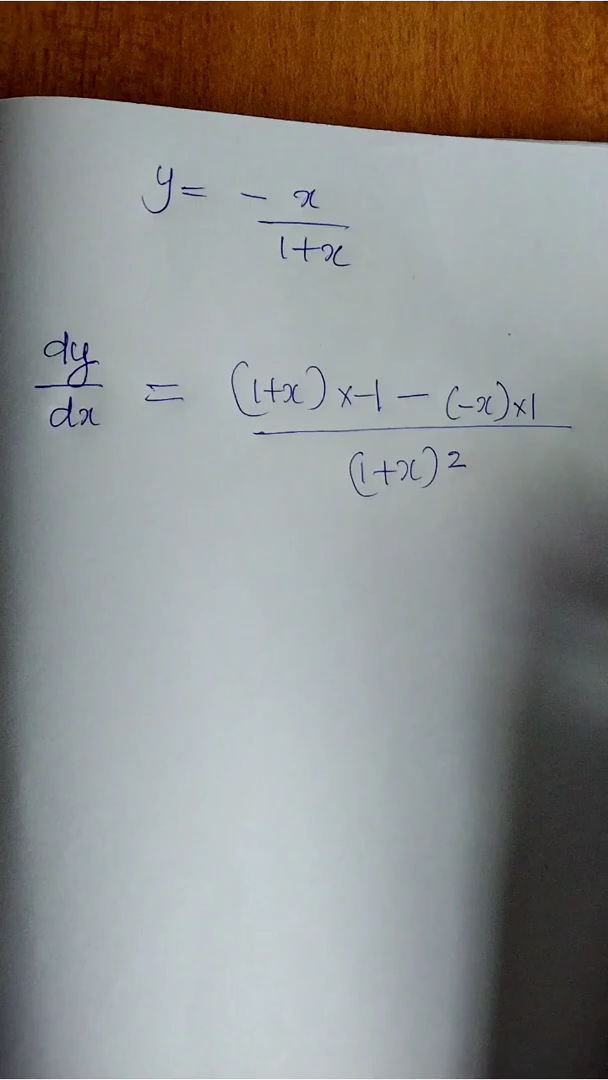 y = - x / 1+x
dy/dx = (1+x) x -1 - (-x) x 1 / (1+x)²